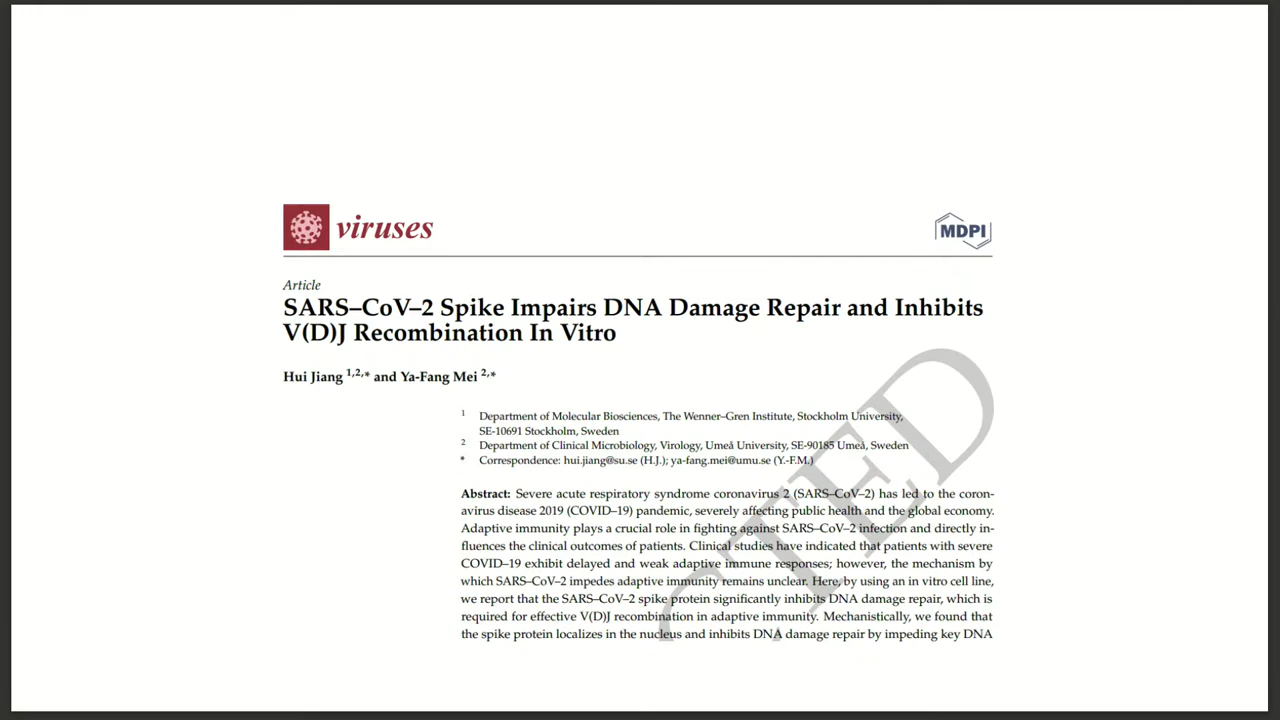 viruses
MDPI
Article
SARS–CoV–2 Spike Impairs DNA Damage Repair and Inhibits
V(D)J Recombination In Vitro
Hui Jiang 1,2,* and Ya-Fang Mei 2,*
1 Department of Molecular Biosciences, The Wenner–Gren Institute, Stockholm University,
SE-10691 Stockholm, Sweden
2 Department of Clinical Microbiology, Virology, Umeå University, SE-90185 Umeå, Sweden
* Correspondence: hui.jiang@su.se (H.J.); ya-fang.mei@umu.se (Y.-F.M.)
Abstract: Severe acute respiratory syndrome coronavirus 2 (SARS–CoV–2) has led to the coron-
avirus disease 2019 (COVID–19) pandemic, severely affecting public health and the global economy.
Adaptive immunity plays a crucial role in fighting against SARS–CoV–2 infection and directly in-
fluences the clinical outcomes of patients. Clinical studies have indicated that patients with severe
COVID–19 exhibit delayed and weak adaptive immune responses; however, the mechanism by
which SARS–CoV–2 impedes adaptive immunity remains unclear. Here, by using an in vitro cell line,
we report that the SARS–CoV–2 spike protein significantly inhibits DNA damage repair, which is
required for effective V(D)J recombination in adaptive immunity. Mechanistically, we found that
the spike protein localizes in the nucleus and inhibits DNA damage repair by impeding key DNA
CTED